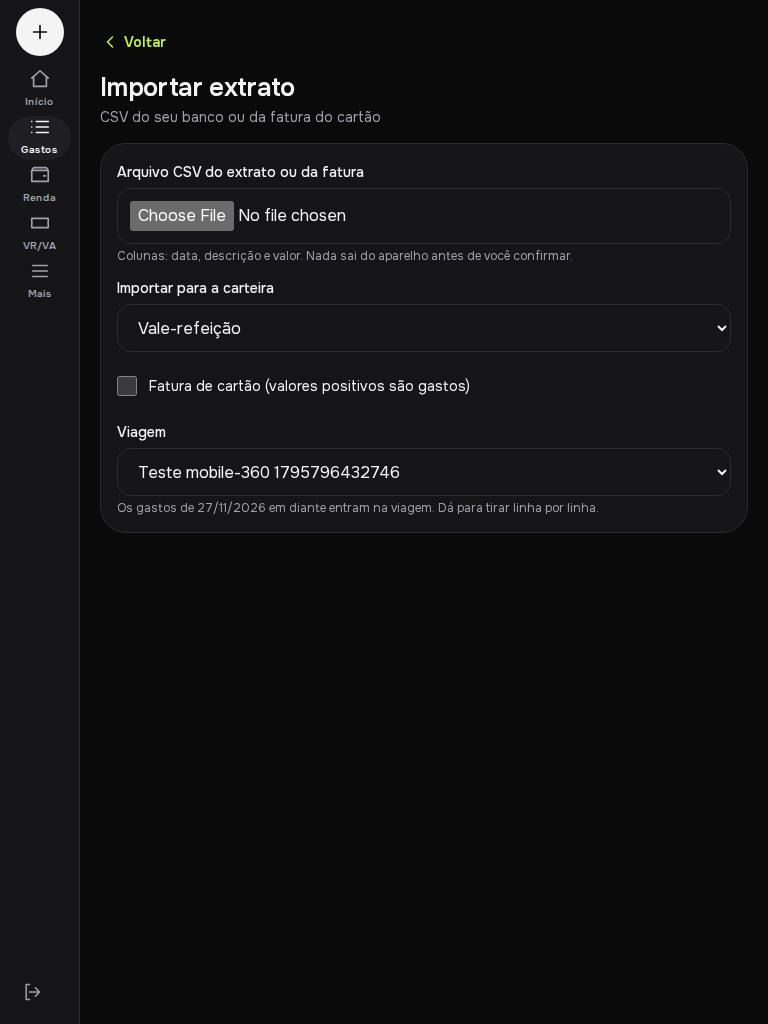 Início
Gastos
Renda
VR/VA
Mais
Voltar
Importar extrato
CSV do seu banco ou da fatura do cartão
Arquivo CSV do extrato ou da fatura
Choose File No file chosen
Colunas: data, descrição e valor. Nada sai do aparelho antes de você confirmar.
Importar para a carteira
Vale-refeição
Fatura de cartão (valores positivos são gastos)
Viagem
Teste mobile-360 1795796432746
Os gastos de 27/11/2026 em diante entram na viagem. Dá para tirar linha por linha.